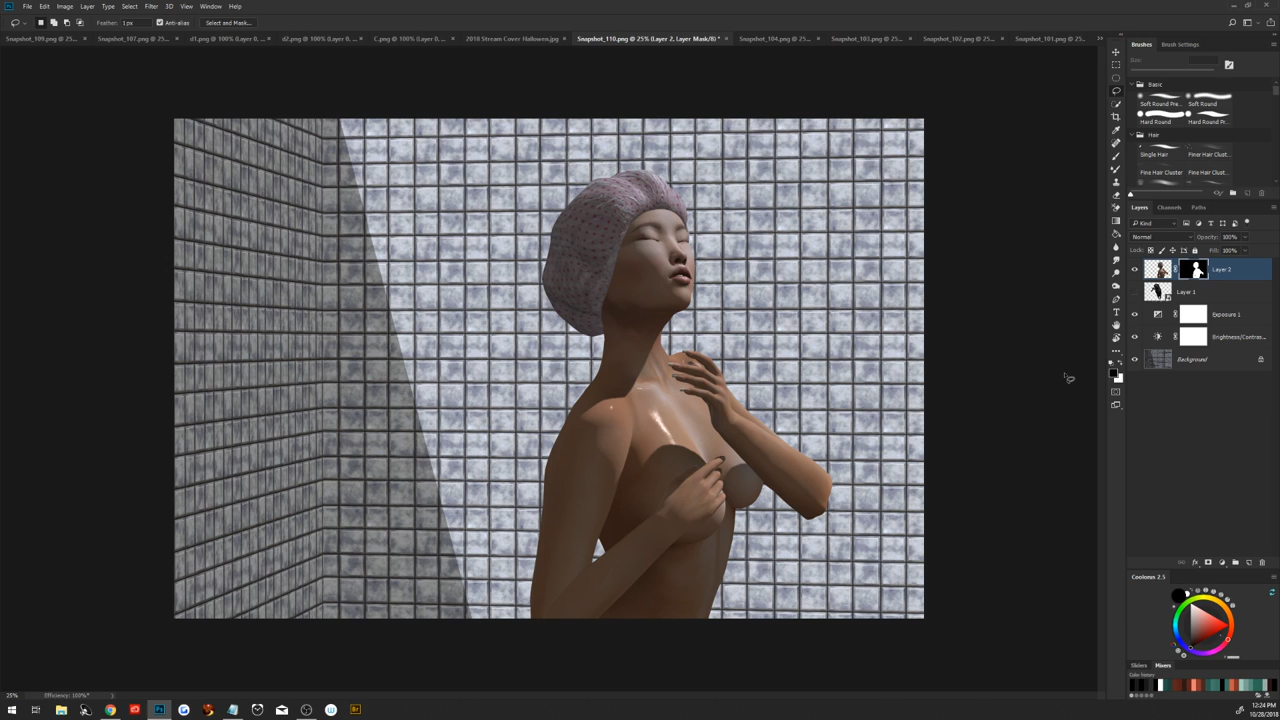 File Edit Image Layer Type Select Filter 3D View Window Help
Feather: 1 px Anti-alias Select and Mask...
Snapshot_109.png @ 25... × Snapshot_107.png @ 25... × d1.png @ 100% (Layer 0, ... × d2.png @ 100% (Layer 0, ... × C.png @ 100% (Layer 0, ... × 2018 Stream Cover Hallowens.jpg × Snapshot_110.png @ 25% (Layer 2, Layer Mask/8) * × Snapshot_104.png @ 25... × Snapshot_103.png @ 25... × Snapshot_102.png @ 25... × Snapshot_101.png @ 25...
Brushes Brush Settings
Size:
Basic
Soft Round Pre... Soft Round
Hard Round Hard Round Pr...
Hair
Single Hair Finer Hair Clust...
Fine Hair Cluster Fine Hair Clust...
Layers Channels Paths
Kind
Normal Opacity: 100%
Lock: Fill: 100%
Layer 2
Layer 1
Exposure 1
Brightness/Contras...
Background
Coolorus 2.5
Sliders Mixers
Color history
25% Efficiency: 100%*
12:24 PM
10/28/2018